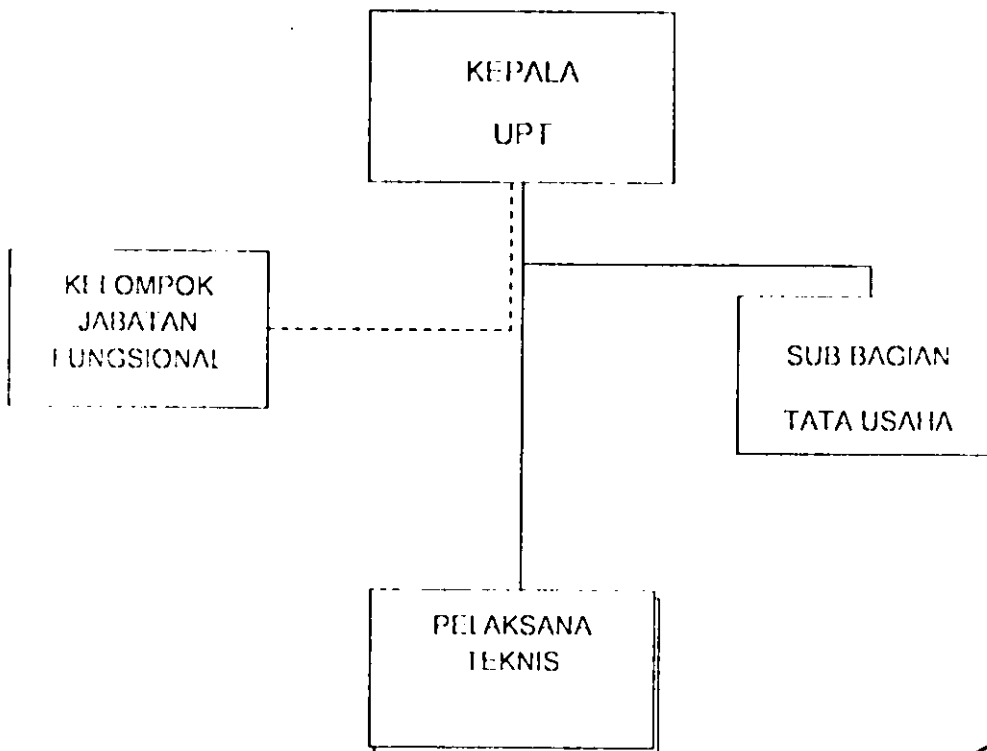 KEPALA
UPT
KELOMPOK
JABATAN
FUNGSIONAL
SUB BAGIAN
TATA USAHA
PELAKSANA
TEKNIS